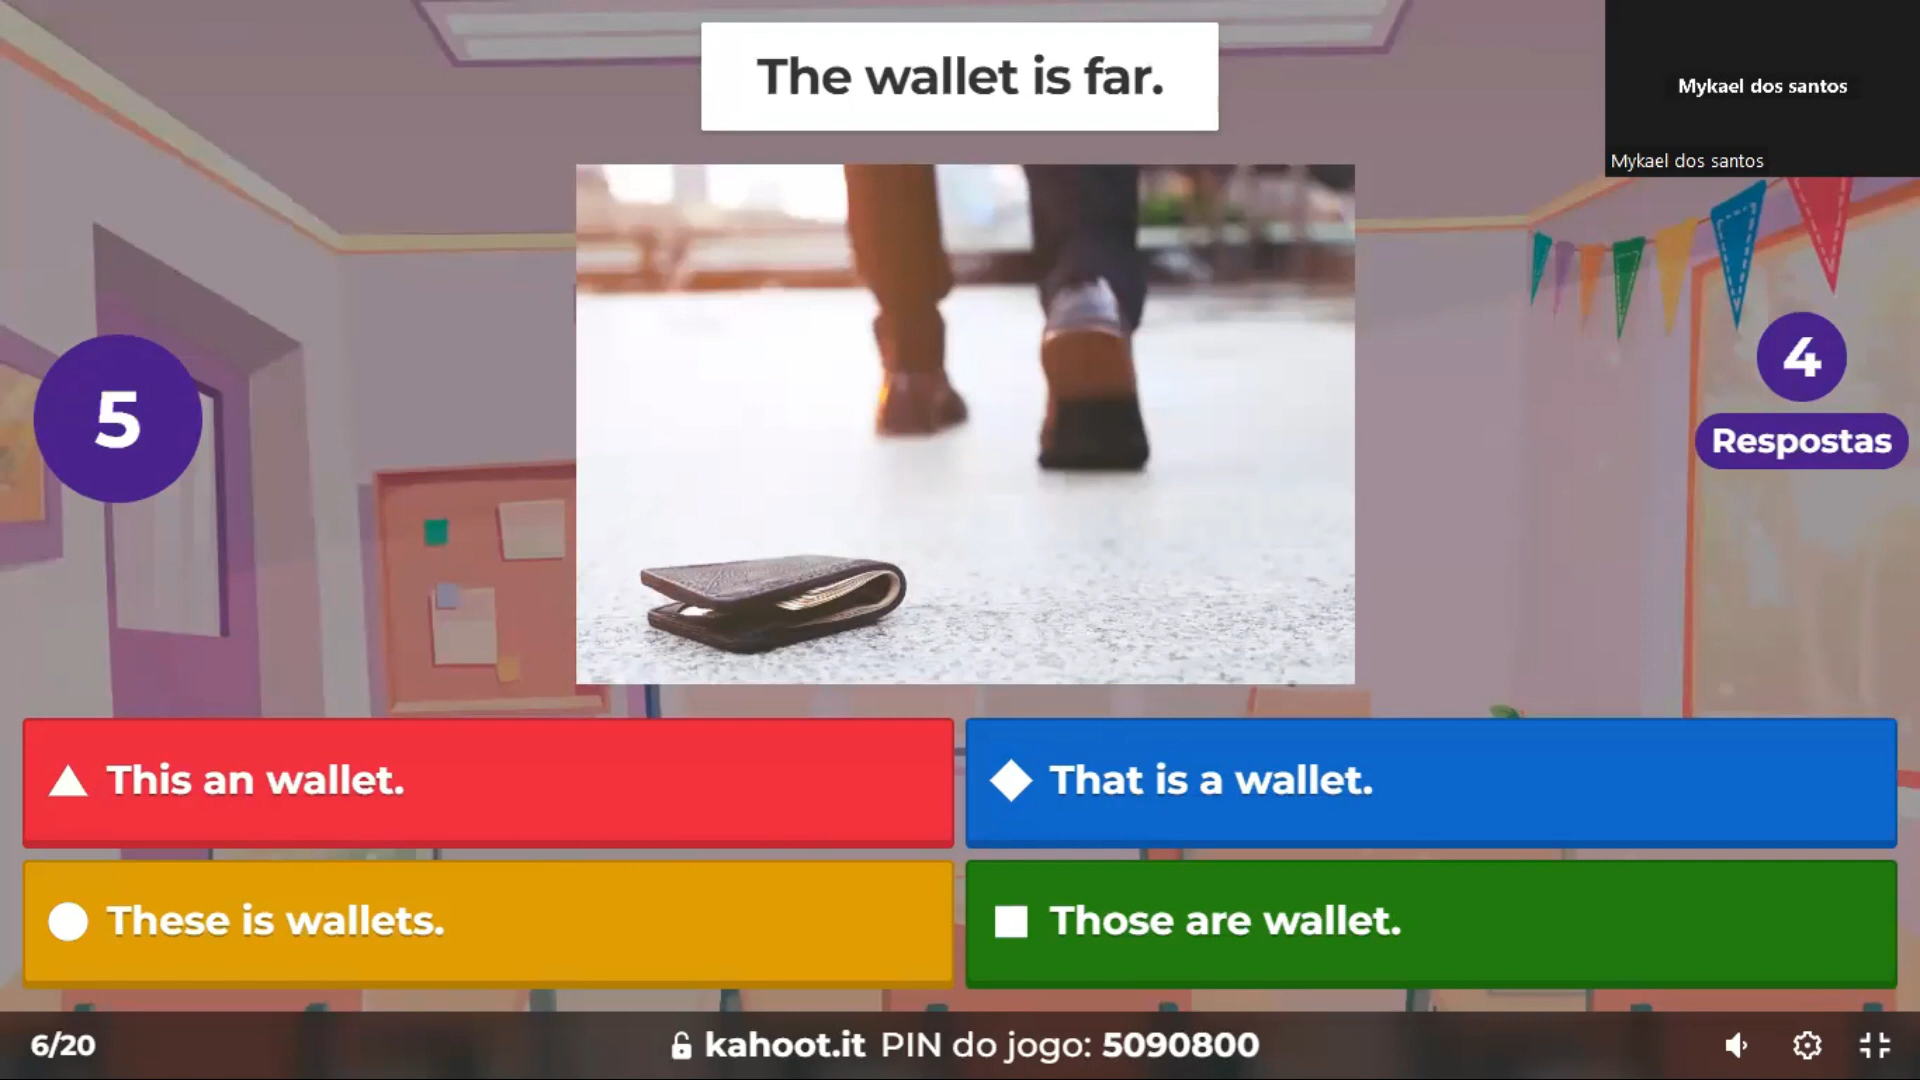 The wallet is far.
Mykael dos santos
Mykael dos santos
5
4
Respostas
This an wallet.
That is a wallet.
These is wallets.
Those are wallet.
6/20
kahoot.it PIN do jogo: 5090800